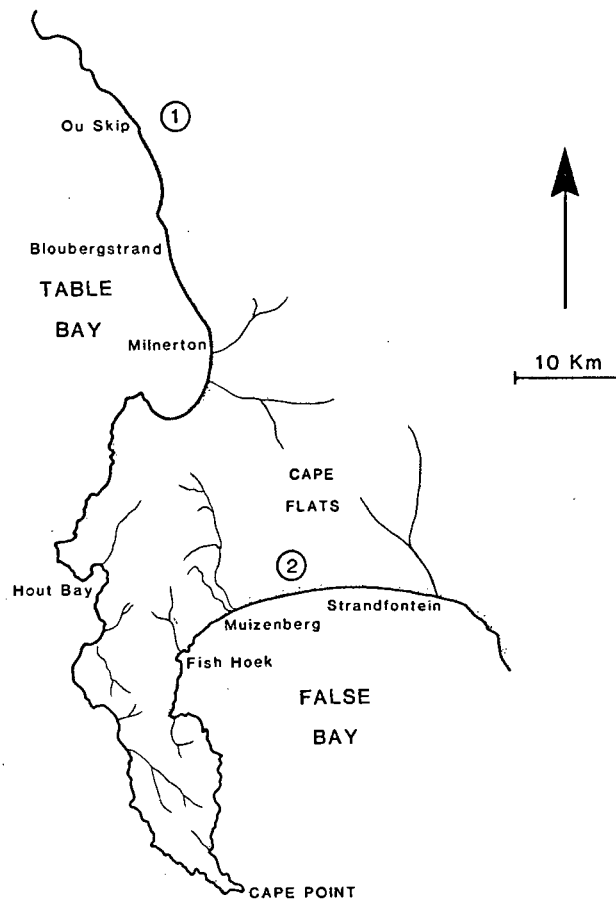 Ou Skip
1
Bloubergstrand
TABLE
BAY
Milnerton
10 Km
CAPE
FLATS
2
Hout Bay
Strandfontein
Muizenberg
Fish Hoek
FALSE
BAY
CAPE POINT